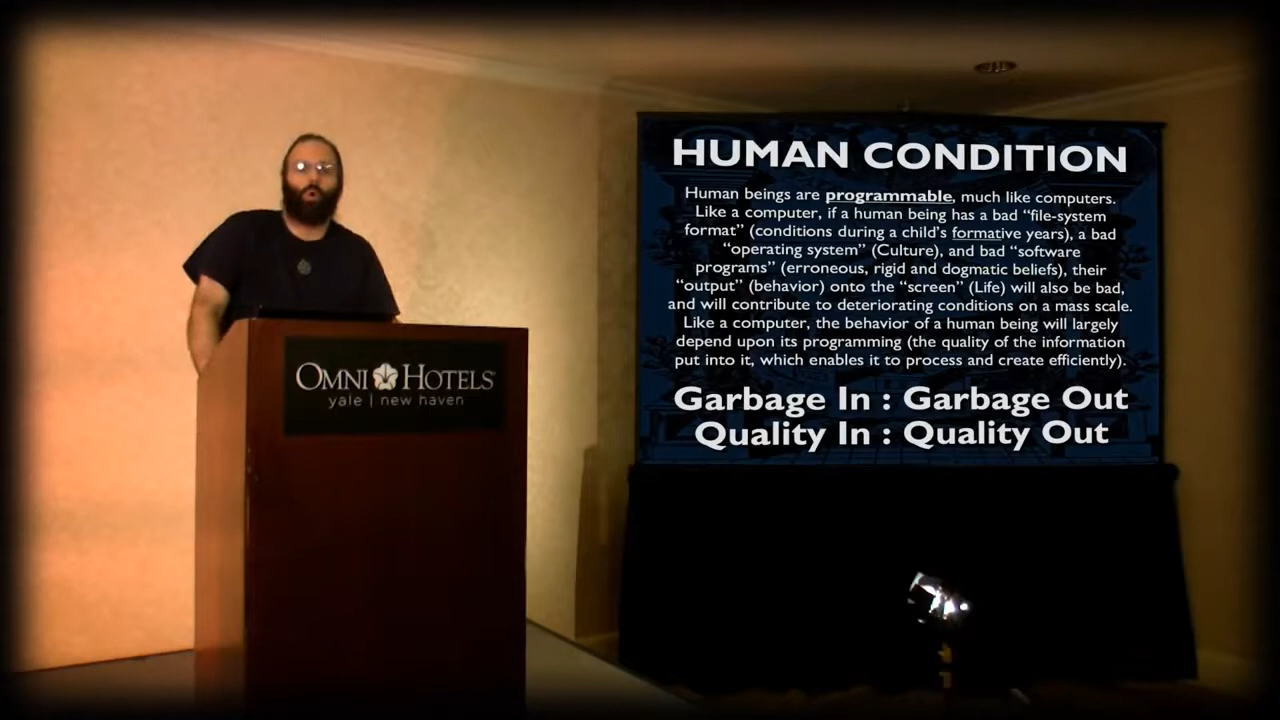 OMNI HOTELS
yale | new haven
HUMAN CONDITION
Human beings are programmable, much like computers.
Like a computer, if a human being has a bad “file-system
format” (conditions during a child’s formative years), a bad
“operating system” (Culture), and bad “software
programs” (erroneous, rigid and dogmatic beliefs), their
“output” (behavior) onto the “screen” (Life) will also be bad,
and will contribute to deteriorating conditions on a mass scale.
Like a computer, the behavior of a human being will largely
depend upon its programming (the quality of the information
put into it, which enables it to process and create efficiently).
Garbage In : Garbage Out
Quality In : Quality Out